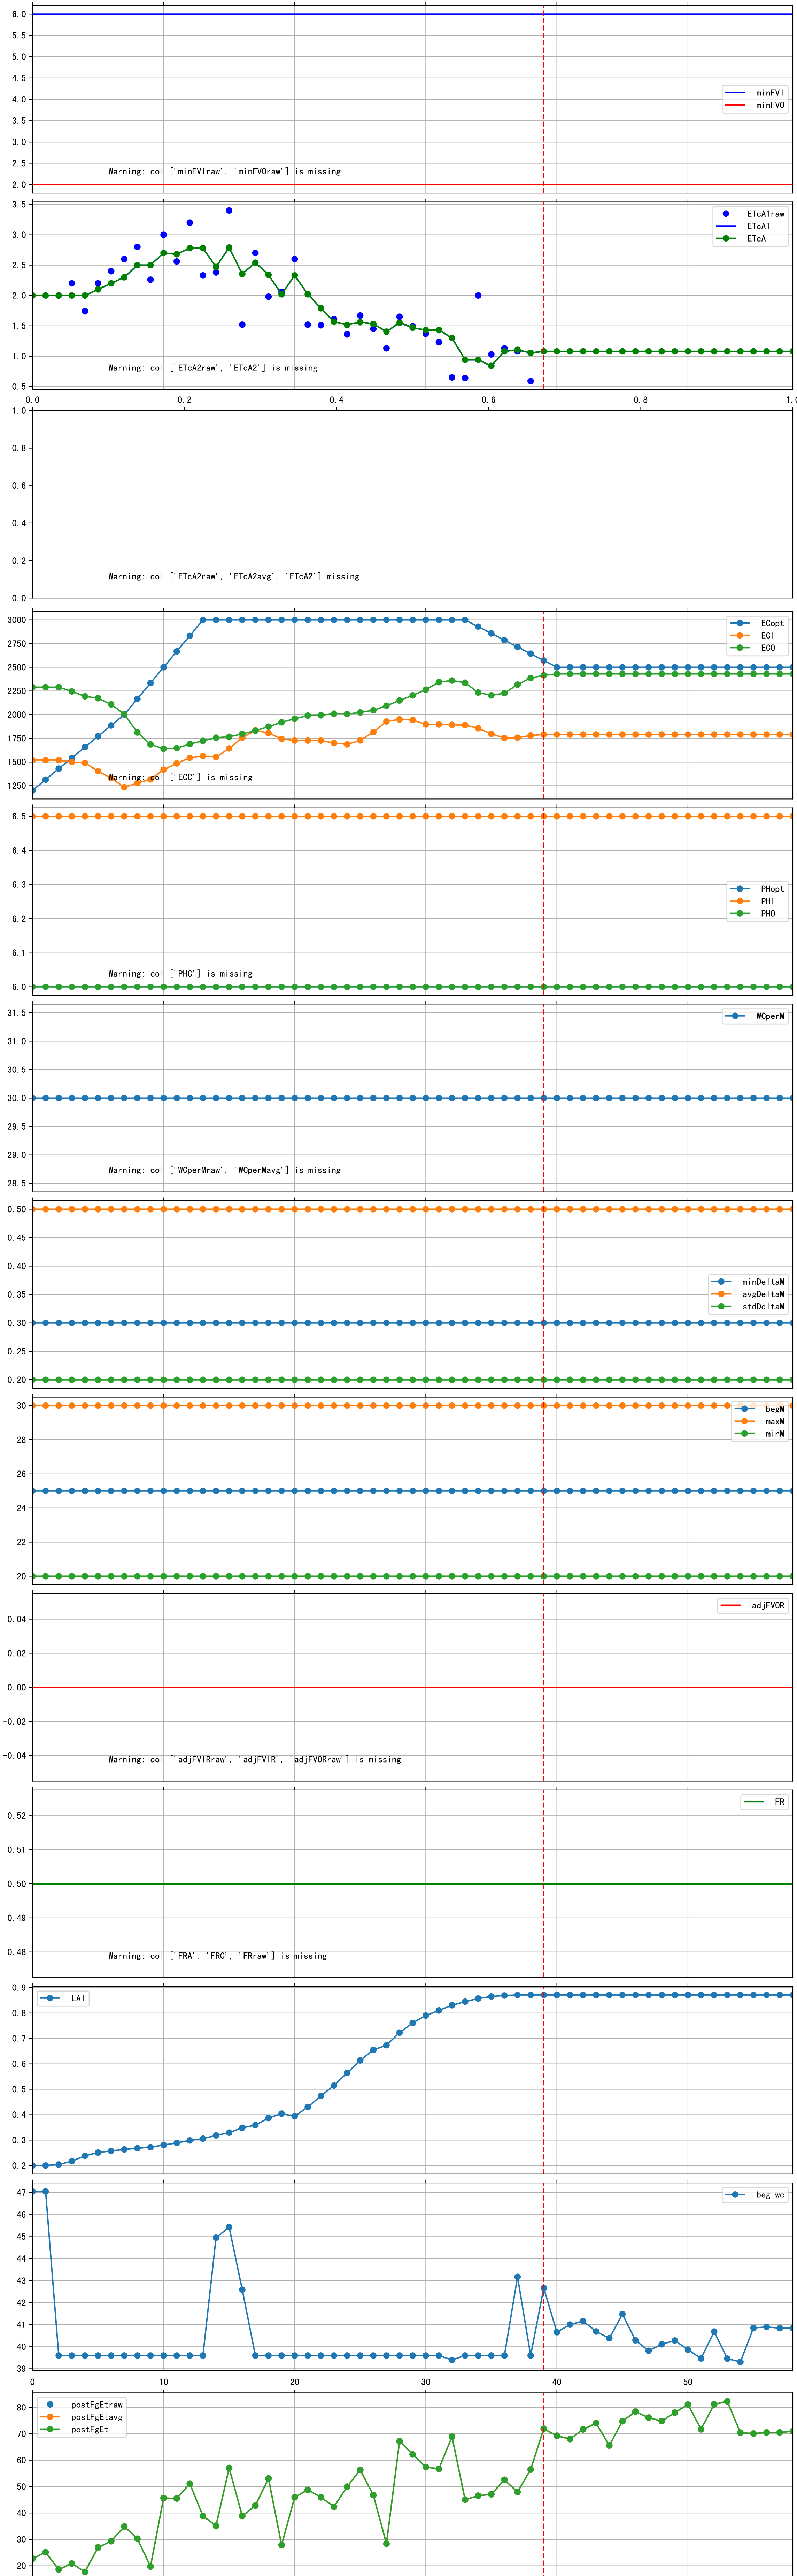 6.0
5.5
5.0
4.5
4.0
3.5
3.0
2.5
2.0
minFVI
minFVO
Warning: col ['minFVIraw', 'minFVOraw'] is missing
3.5
3.0
2.5
2.0
1.5
1.0
0.5
ETcA1raw
ETcA1
ETcA
Warning: col ['ETcA2raw', 'ETcA2'] is missing
0.0 0.2 0.4 0.6 0.8 1.0
1.0
0.8
0.6
0.4
0.2
0.0
Warning: col ['ETcA2raw', 'ETcA2avg', 'ETcA2'] missing
3000
2750
2500
2250
2000
1750
1500
1250
ECopt
ECI
ECO
Warning: col ['ECC'] is missing
6.5
6.4
6.3
6.2
6.1
6.0
PHopt
PHI
PHO
Warning: col ['PHC'] is missing
31.5
31.0
30.5
30.0
29.5
29.0
28.5
WCperM
Warning: col ['WCperMraw', 'WCperMavg'] is missing
0.50
0.45
0.40
0.35
0.30
0.25
0.20
minDeltaM
avgDeltaM
stdDeltaM
30
28
26
24
22
20
begM
maxM
minM
0.04
0.02
0.00
-0.02
-0.04
adjFVOR
Warning: col ['adjFVIRraw', 'adjFVIR', 'adjFVORraw'] is missing
0.52
0.51
0.50
0.49
0.48
FR
Warning: col ['FRA', 'FRC', 'FRraw'] is missing
0.9
0.8
0.7
0.6
0.5
0.4
0.3
0.2
LAI
47
46
45
44
43
42
41
40
39
beg_wc
0 10 20 30 40 50
80
70
60
50
40
30
20
postFgEtraw
postFgEtavg
postFgEt